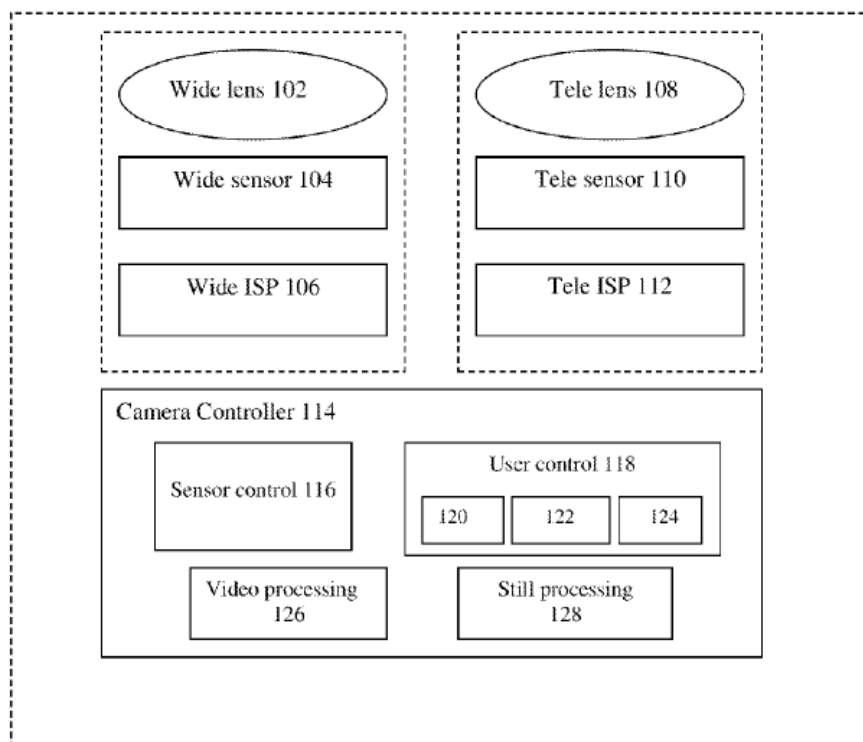 Wide lens 102
Tele lens 108
Wide sensor 104
Tele sensor 110
Wide ISP 106
Tele ISP 112
Camera Controller 114
Sensor control 116
User control 118
120
122
124
Video processing
126
Still processing
128